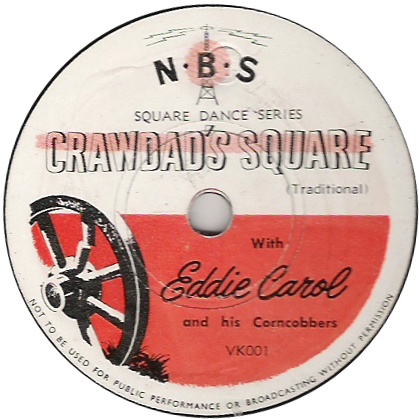 N·B·S
SQUARE DANCE SERIES
CRAWDAD'S SQUARE
(Traditional)
With
Eddie Carol
and his Corncobbers
VK001
NOT TO BE USED FOR PUBLIC PERFORMANCE OR BROADCASTING WITHOUT PERMISSION